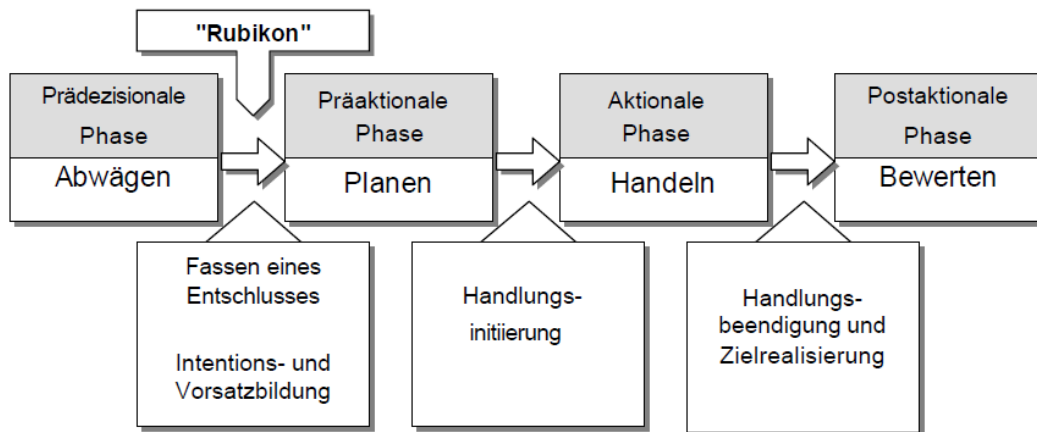 "Rubikon"
Prädezisionale
Phase
Abwägen
Präaktionale
Phase
Planen
Aktionale
Phase
Handeln
Postaktionale
Phase
Bewerten
Fassen eines
Entschlusses
Intentions- und
Vorsatzbildung
Handlungs-
initiierung
Handlungs-
beendigung und
Zielrealisierung